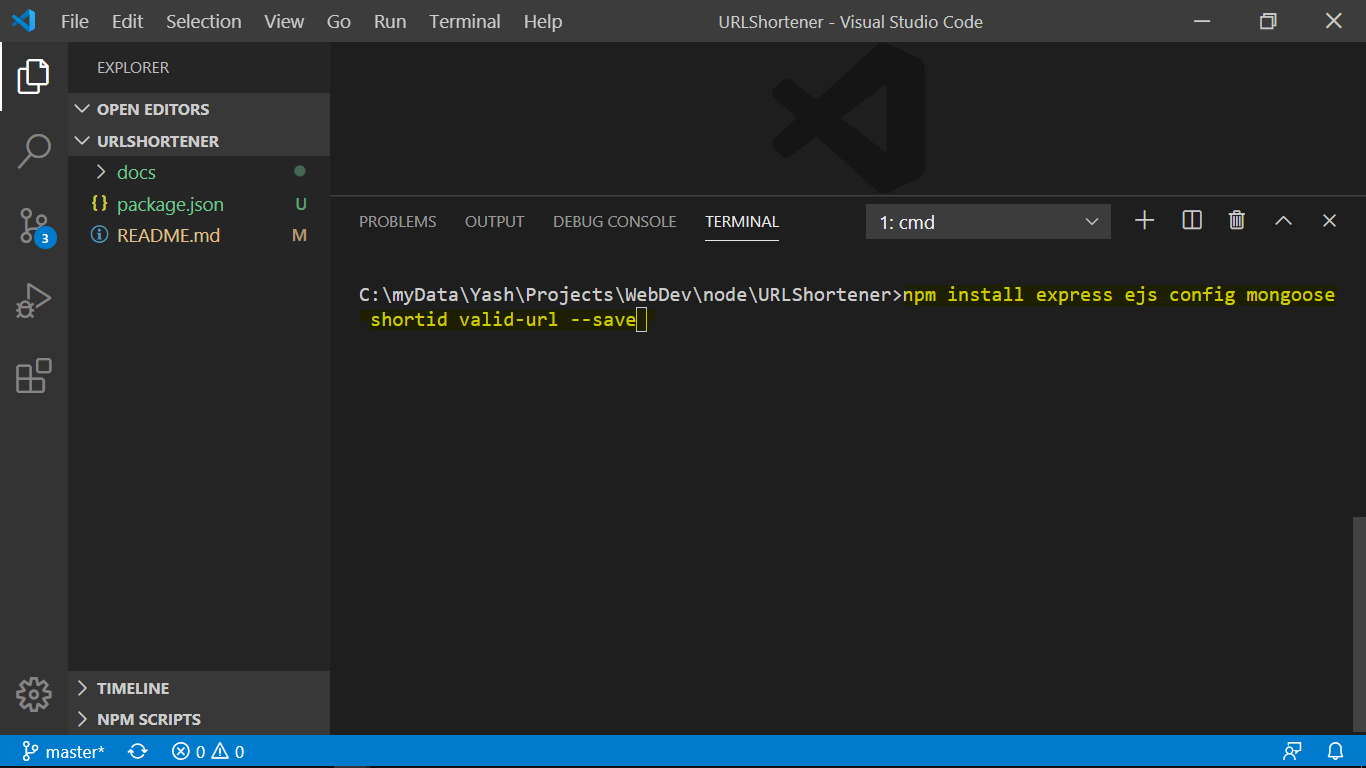 File Edit Selection View Go Run Terminal Help URLShortener - Visual Studio Code
EXPLORER
OPEN EDITORS
URLSHORTENER
docs
package.json U
README.md M
3
TIMELINE
NPM SCRIPTS
PROBLEMS OUTPUT DEBUG CONSOLE TERMINAL 1: cmd
C:\myData\Yash\Projects\WebDev\node\URLShortener>npm install express ejs config mongoose
shortid valid-url --save
master* 0 0